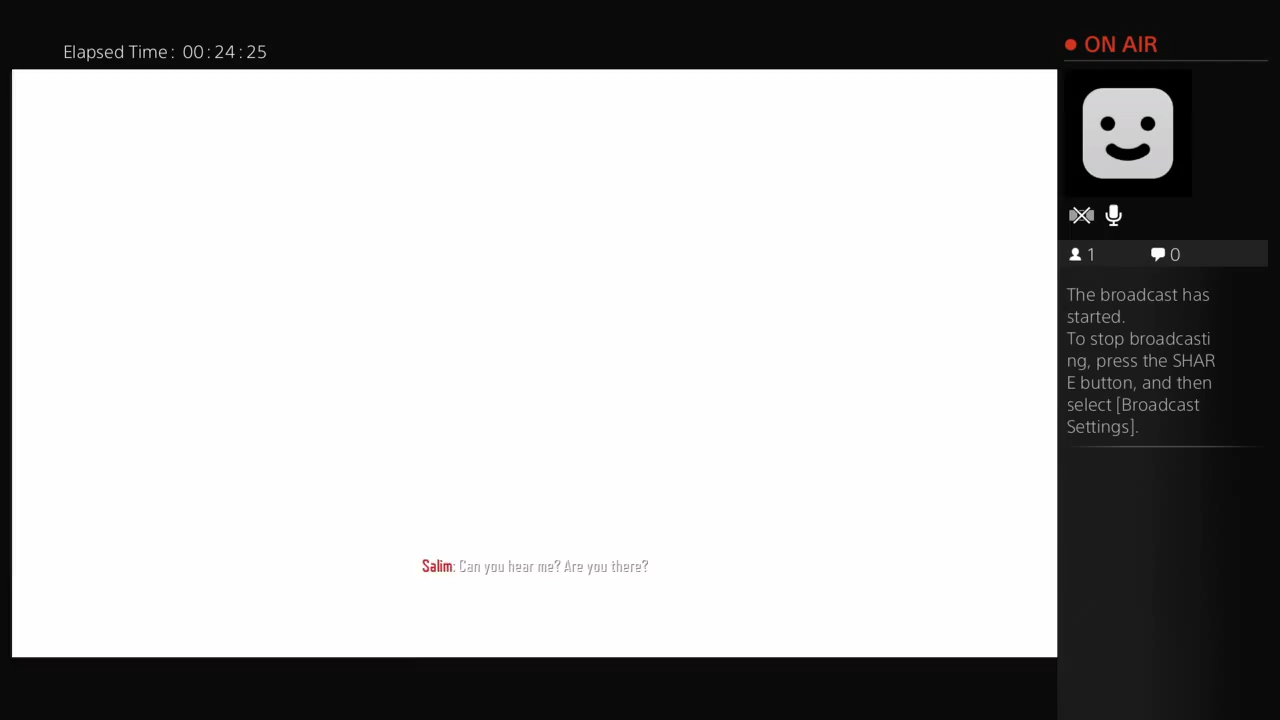 Elapsed Time: 00:24:25
ON AIR
1 0
The broadcast has
started.
To stop broadcasti
ng, press the SHAR
E button, and then
select [Broadcast
Settings].
Salim: Can you hear me? Are you there?